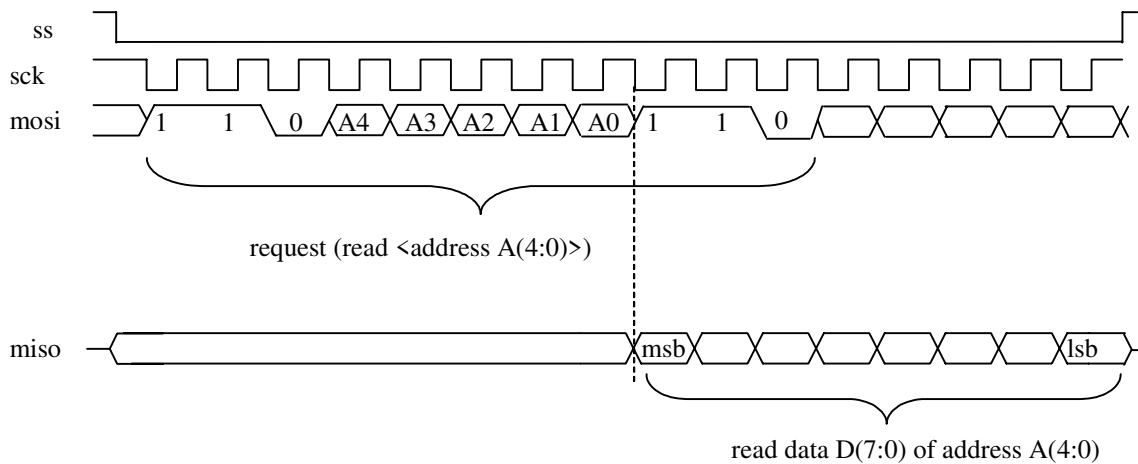 ss
sck
mosi 1 1 0 A4 A3 A2 A1 A0 1 1 0
request (read <address A(4:0)>)
miso msb lsb
read data D(7:0) of address A(4:0)